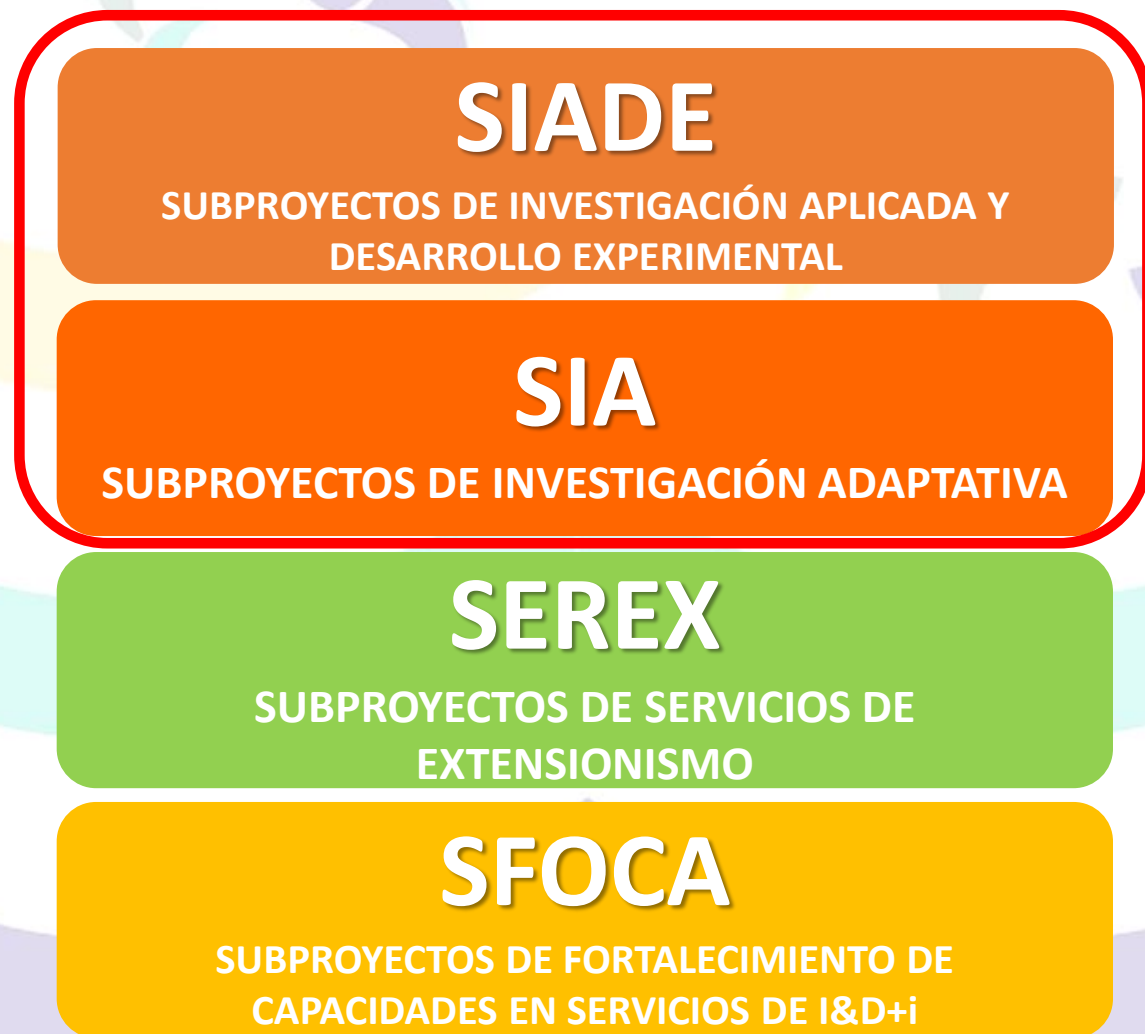 SIADE
SUBPROYECTOS DE INVESTIGACIÓN APLICADA Y
DESARROLLO EXPERIMENTAL
SIA
SUBPROYECTOS DE INVESTIGACIÓN ADAPTATIVA
SEREX
SUBPROYECTOS DE SERVICIOS DE
EXTENSIONISMO
SFOCA
SUBPROYECTOS DE FORTALECIMIENTO DE
CAPACIDADES EN SERVICIOS DE I&D+i